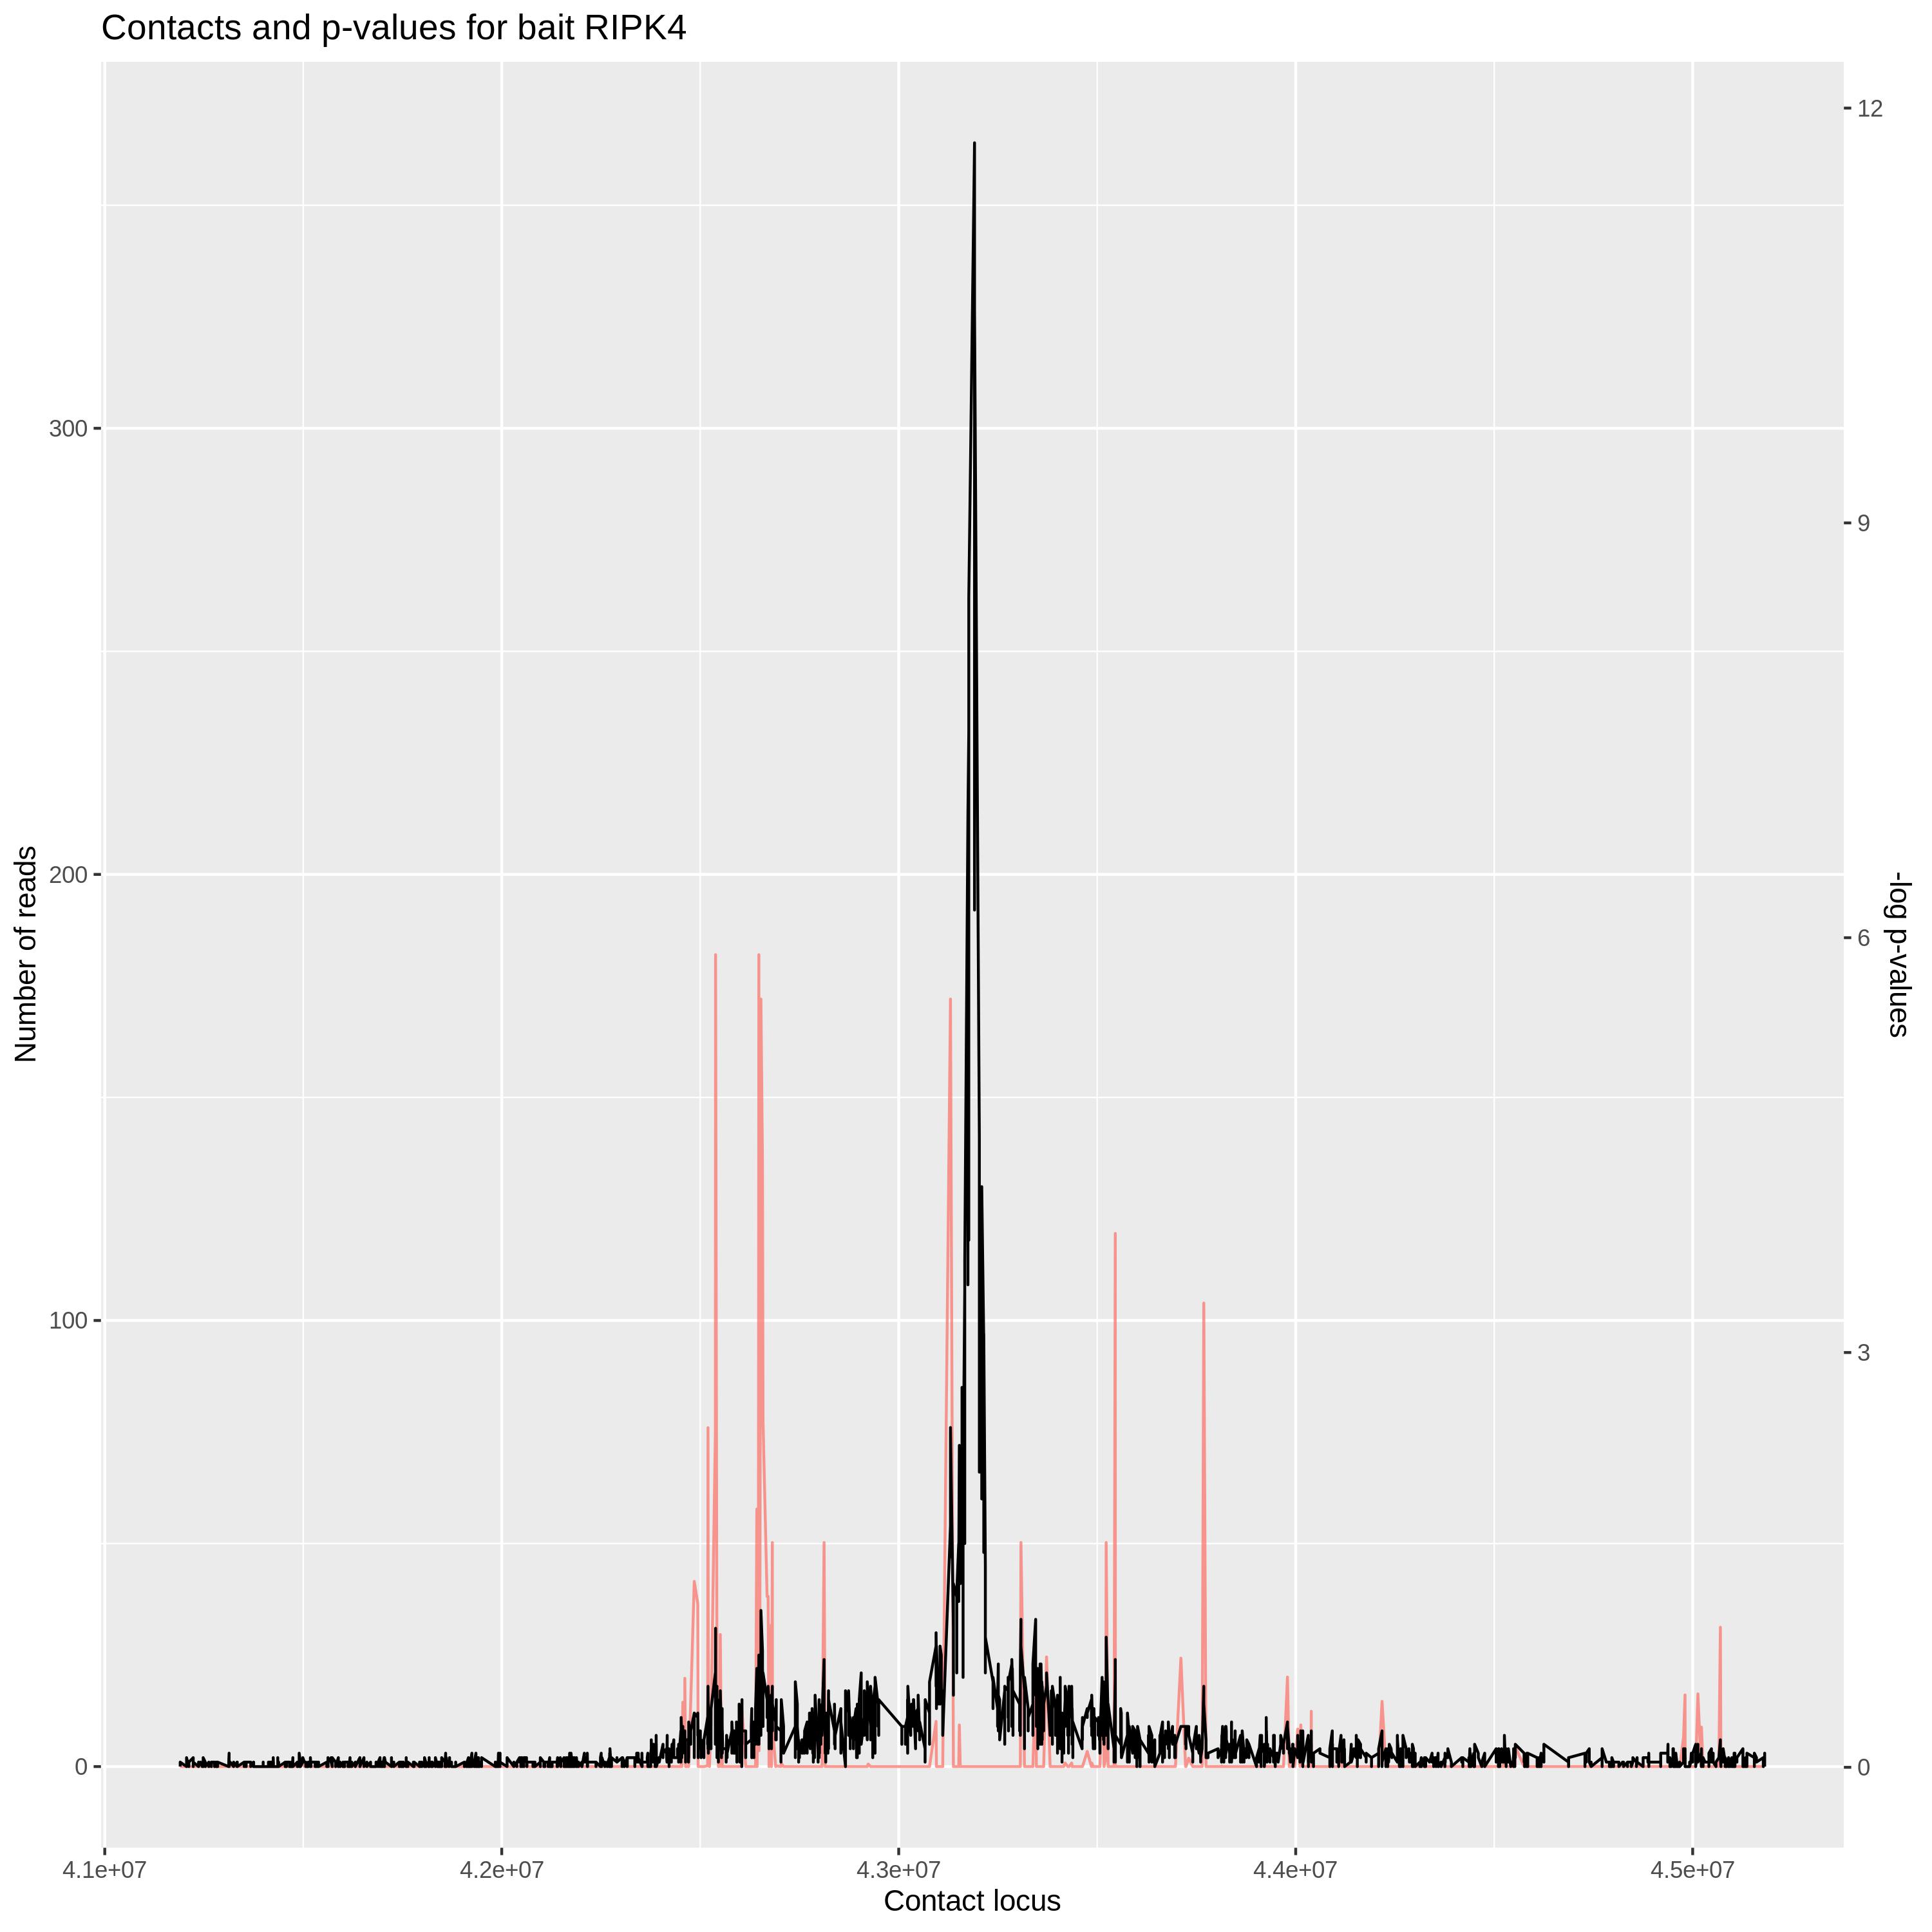 Contacts and p-values for bait RIPK4
12
300
9
200
6
Number of reads
-log p-values
100
3
0
0
4.1e+07 4.2e+07 4.3e+07 4.4e+07 4.5e+07
Contact locus